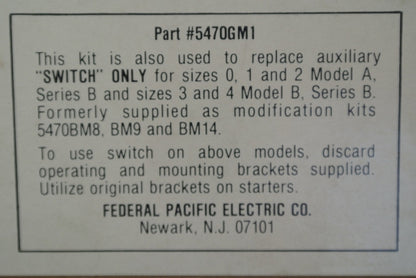 Part #5470GM1
This kit is also used to replace auxiliary
"SWITCH" ONLY for sizes 0, 1 and 2 Model A,
Series B and sizes 3 and 4 Model B, Series B.
Formerly supplied as modification kits
5470BM8, BM9 and BM14.
To use switch on above models, discard
operating and mounting brackets supplied.
Utilize original brackets on starters.
FEDERAL PACIFIC ELECTRIC CO.
Newark, N.J. 07101